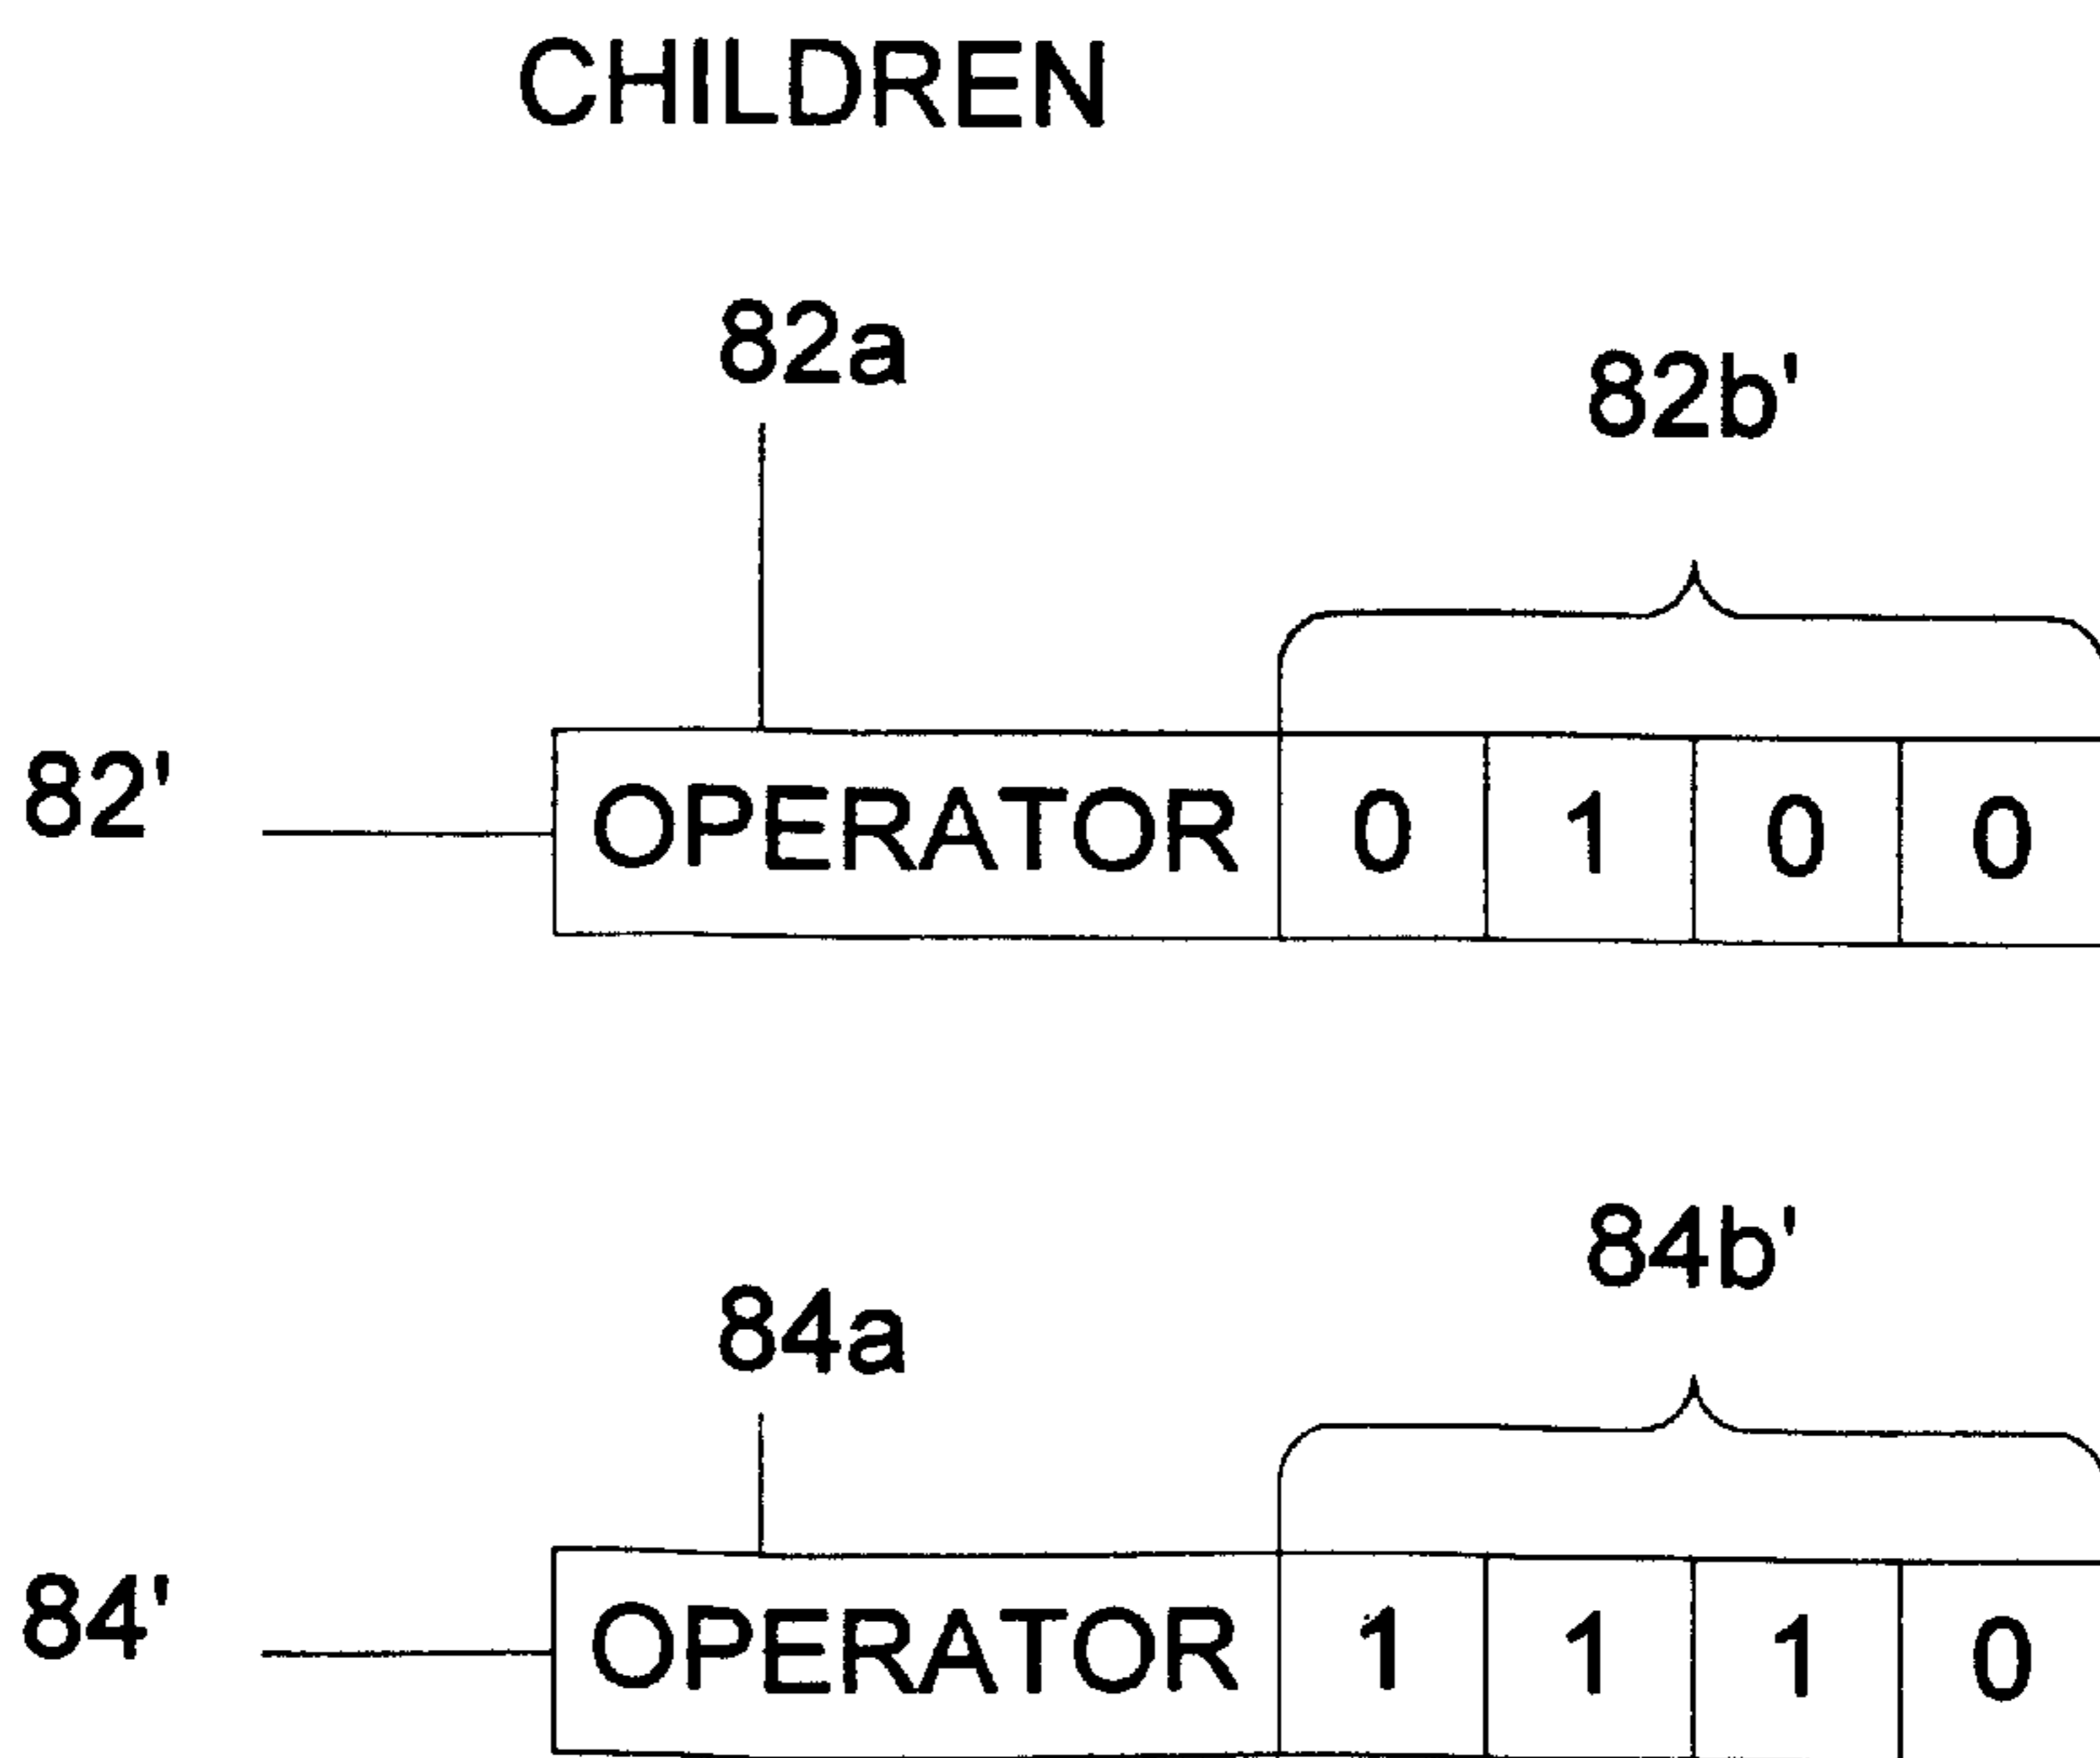 CHILDREN
82a
82b'
82' OPERATOR 0 1 0 0
84b'
84a
84' OPERATOR 1 1 1 0